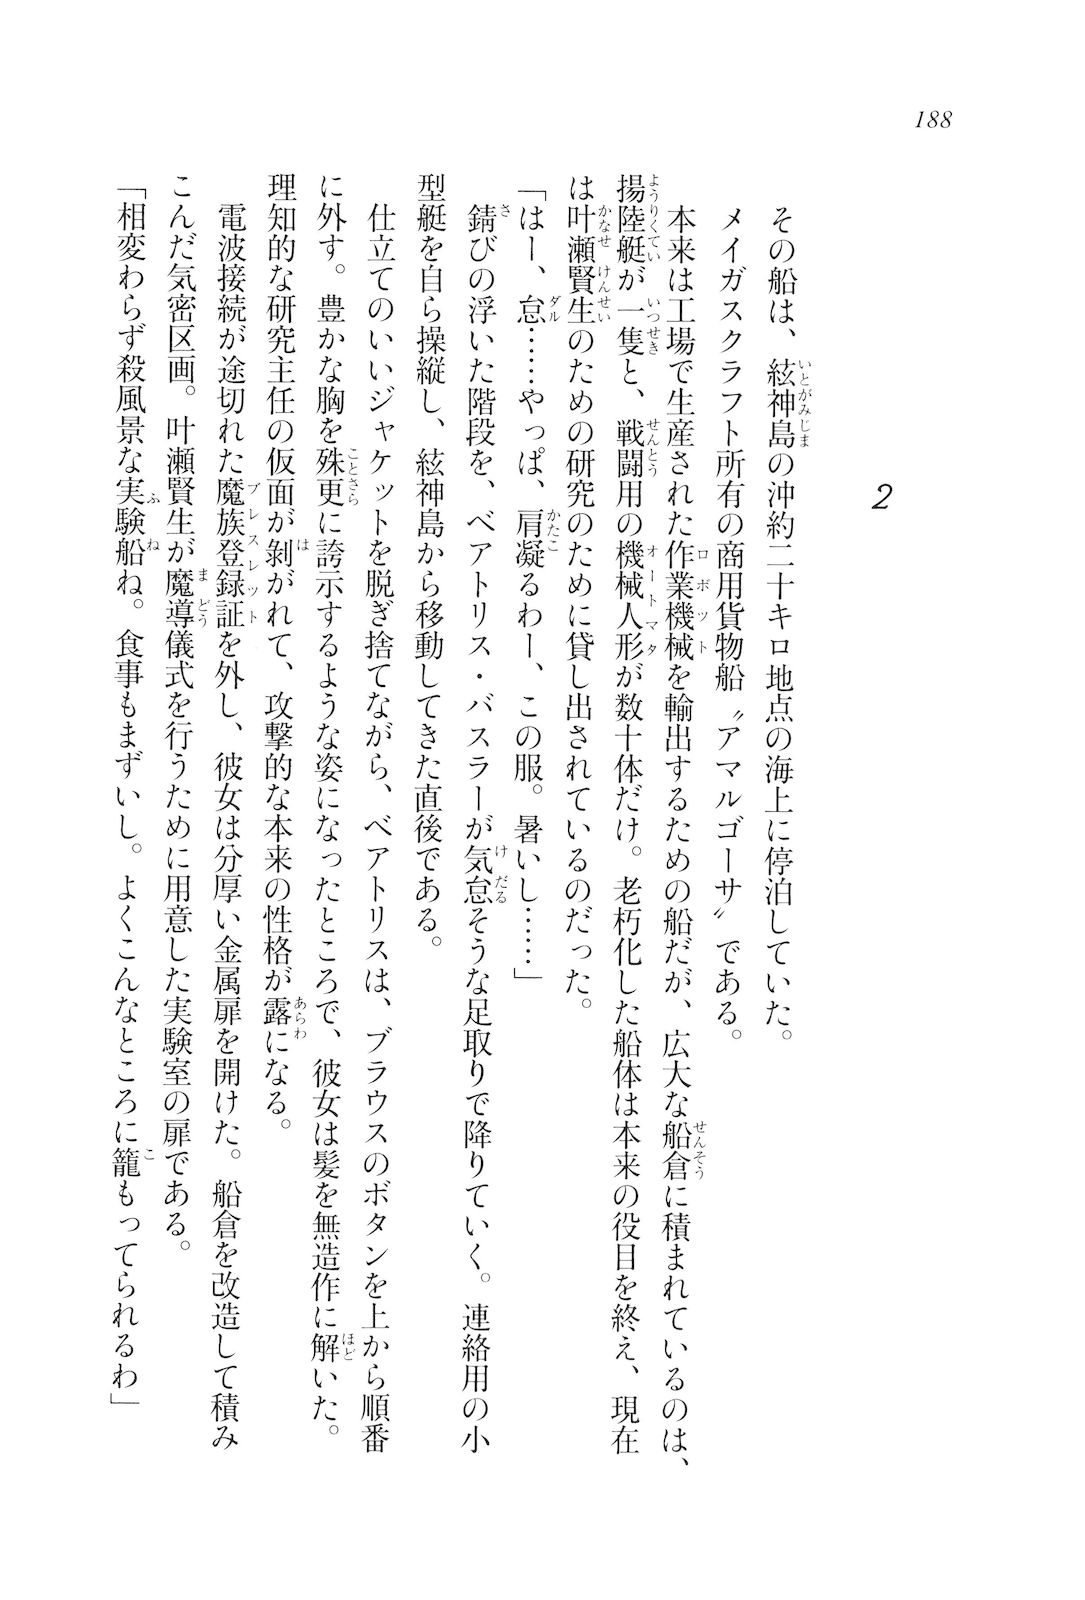 188
2
その船は、絃神島の沖約二十キロ地点の海上に停泊していた。
メイガスクラフト所有の商用貨物船〝アマルゴーサ〟である。
本来は工場で生産された作業機械を輸出するための船だが、広大な船倉に積まれているのは、
揚陸艇が一隻と、戦闘用の機械人形が数十体だけ。老朽化した船体は本来の役目を終え、現在
は叶瀬賢生のための研究のために貸し出されているのだった。
「はー、怠……やっぱ、肩凝るわー、この服。暑いし……」
錆びの浮いた階段を、ベアトリス・バスラーが気怠そうな足取りで降りていく。連絡用の小
型艇を自ら操縦し、絃神島から移動してきた直後である。
仕立てのいいジャケットを脱ぎ捨てながら、ベアトリスは、ブラウスのボタンを上から順番
に外す。豊かな胸を殊更に誇示するような姿になったところで、彼女は髪を無造作に解いた。
理知的な研究主任の仮面が剝がれて、攻撃的な本来の性格が露になる。
電波接続が途切れた魔族登録証を外し、彼女は分厚い金属扉を開けた。船倉を改造して積み
こんだ気密区画。叶瀬賢生が魔導儀式を行うために用意した実験室の扉である。
「相変わらず殺風景な実験船ね。食事もまずいし。よくこんなところに籠もってられるわ」